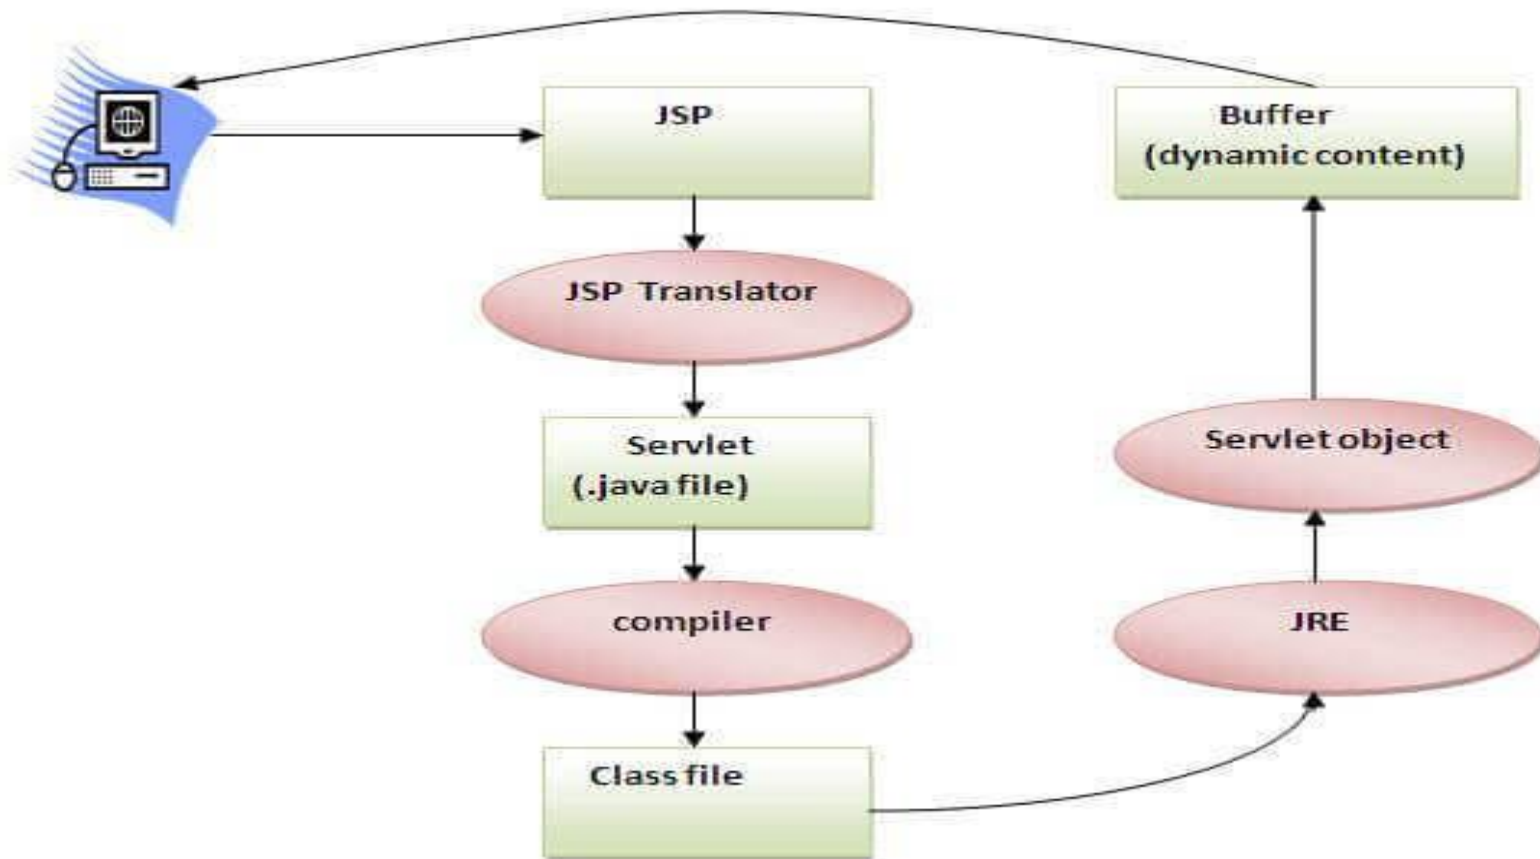 JSP
JSP Translator
Servlet
(.java file)
compiler
Class file
JRE
Servlet object
Buffer
(dynamic content)